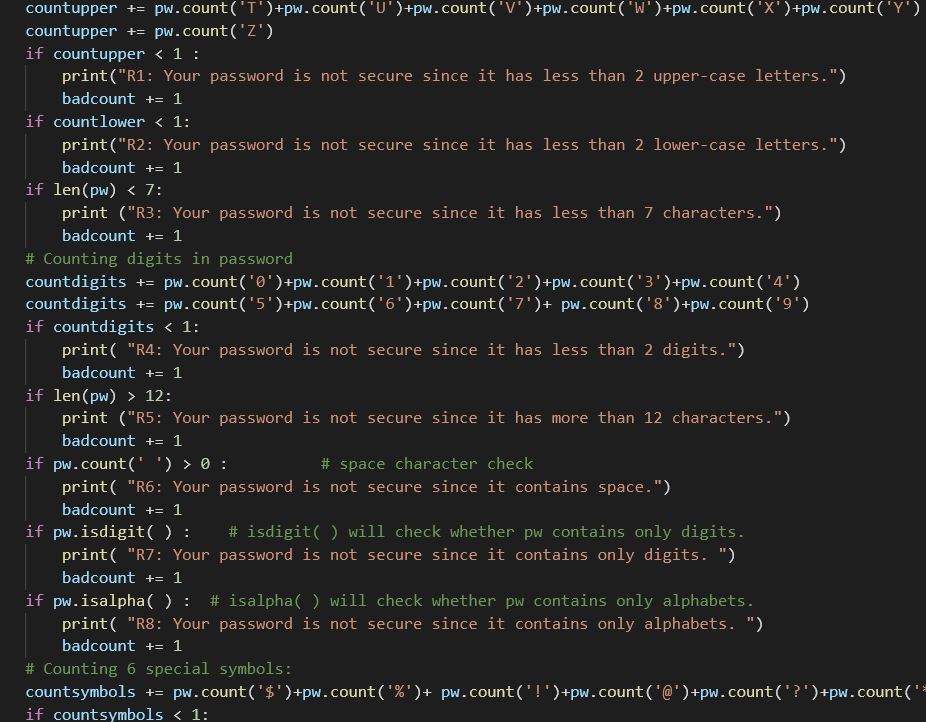 countupper += pw.count('T')+pw.count('U')+pw.count('V')+pw.count('W')+pw.count('X')+pw.count('Y')
countupper += pw.count('Z')
if countupper < 1 :
    print("R1: Your password is not secure since it has less than 2 upper-case letters.")
    badcount += 1
if countlower < 1:
    print("R2: Your password is not secure since it has less than 2 lower-case letters.")
    badcount += 1
if len(pw) < 7:
    print ("R3: Your password is not secure since it has less than 7 characters.")
    badcount += 1
# Counting digits in password
countdigits += pw.count('0')+pw.count('1')+pw.count('2')+pw.count('3')+pw.count('4')
countdigits += pw.count('5')+pw.count('6')+pw.count('7')+ pw.count('8')+pw.count('9')
if countdigits < 1:
    print( "R4: Your password is not secure since it has less than 2 digits.")
    badcount += 1
if len(pw) > 12:
    print ("R5: Your password is not secure since it has more than 12 characters.")
    badcount += 1
if pw.count(' ') > 0 :          # space character check
    print( "R6: Your password is not secure since it contains space.")
    badcount += 1
if pw.isdigit( ) :    # isdigit( ) will check whether pw contains only digits.
    print( "R7: Your password is not secure since it contains only digits. ")
    badcount += 1
if pw.isalpha( ) :  # isalpha( ) will check whether pw contains only alphabets.
    print( "R8: Your password is not secure since it contains only alphabets. ")
    badcount += 1
# Counting 6 special symbols:
countsymbols += pw.count('$')+pw.count('%')+ pw.count('!')+pw.count('@')+pw.count('?')+pw.count('*
if countsymbols < 1: